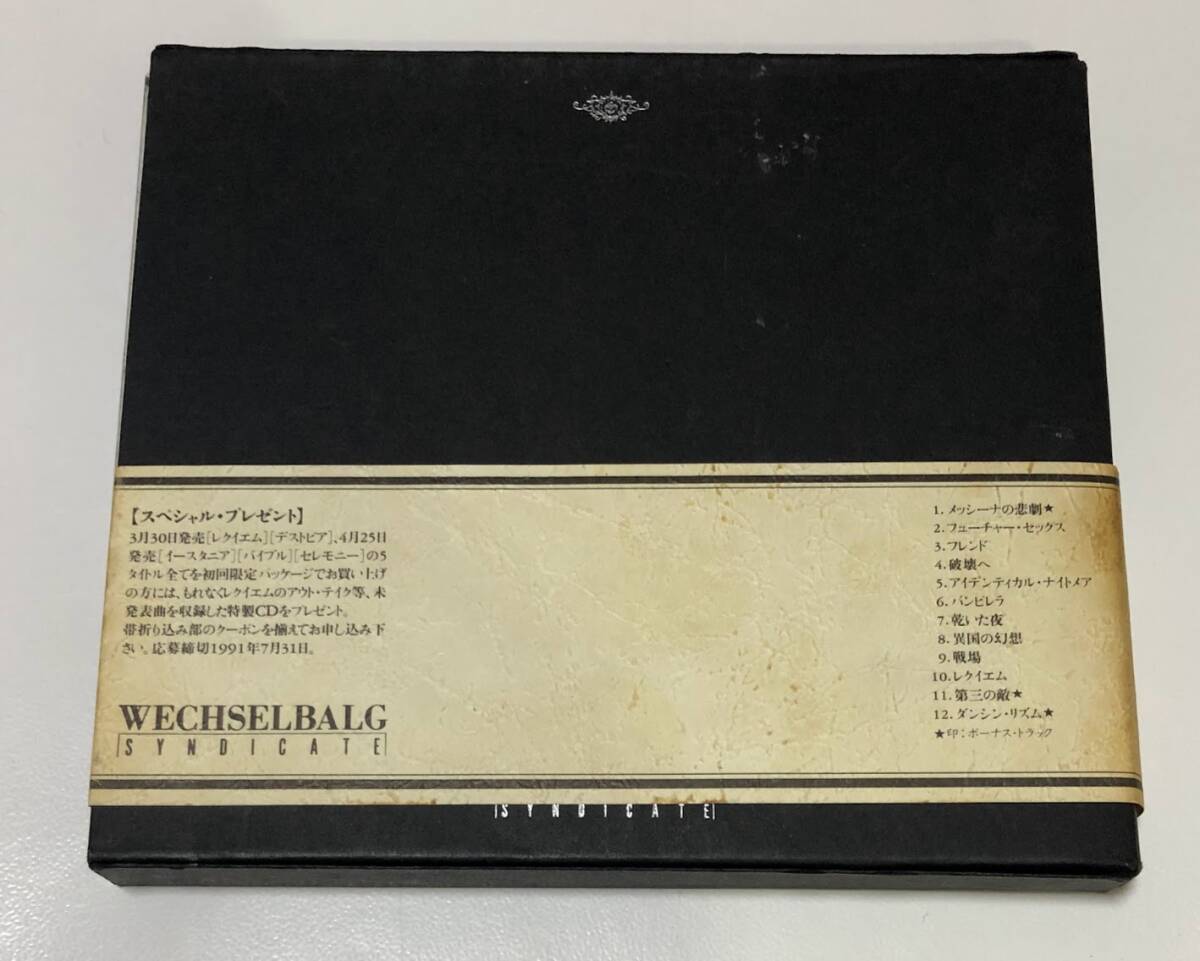 【スペシャル・プレゼント】
3月30日発売[レクイエム][デストピア]、4月25日
発売[イースタニア][バイブル][セレモニー]の5
タイトル全てを初回限定パッケージでお買い上げ
の方には、もれなくレクイエムのアウト・テイク等、未
発表曲を収録した特製CDをプレゼント。
帯折り込み部のクーポンを揃えてお申し込み下
さい。応募締切1991年7月31日。
WECHSELBALG
SYNDICATE
1. メッシーナの悲劇★
2. フューチャー・セックス
3. フレンド
4. 破壊へ
5. アイデンティカル・ナイトメア
6. バンピレラ
7. 乾いた夜
8. 異国の幻想
9. 戦場
10. レクイエム
11. 第三の敵★
12. ダンシン・リズム★
★印：ボーナス・トラック
SYNDICATE